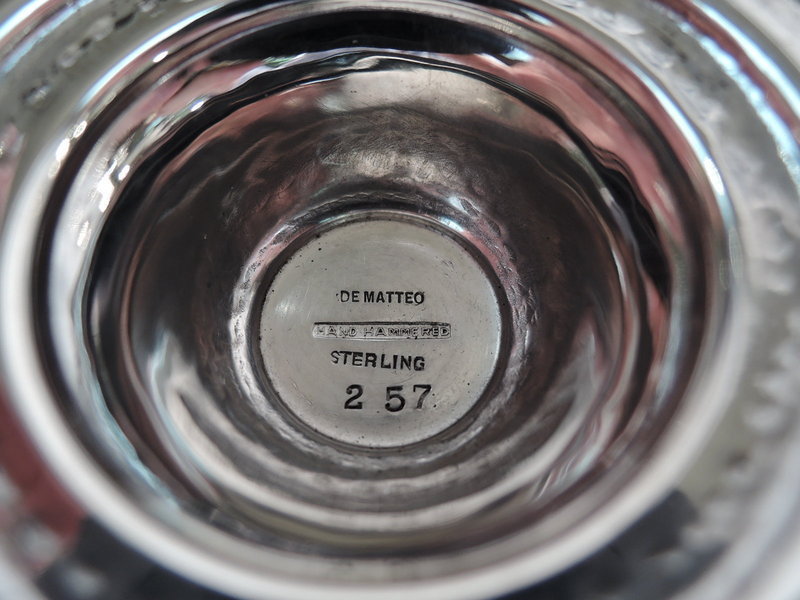 DE MATTEO
HAND HAMMERED
STERLING
2 57